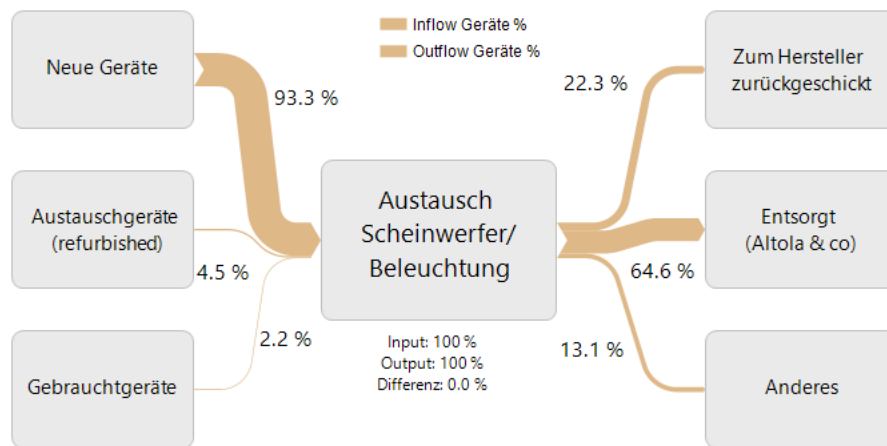 Inflow Geräte %
Outflow Geräte %
Neue Geräte
93.3 %
Austauschgeräte
(refurbished)
4.5 %
Gebrauchtgeräte
2.2 %
Austausch
Scheinwerfer/
Beleuchtung
Input: 100 %
Output: 100 %
Differenz: 0.0 %
22.3 %
Zum Hersteller
zurückgeschickt
64.6 %
Entsorgt
(Altola & co)
13.1 %
Anderes